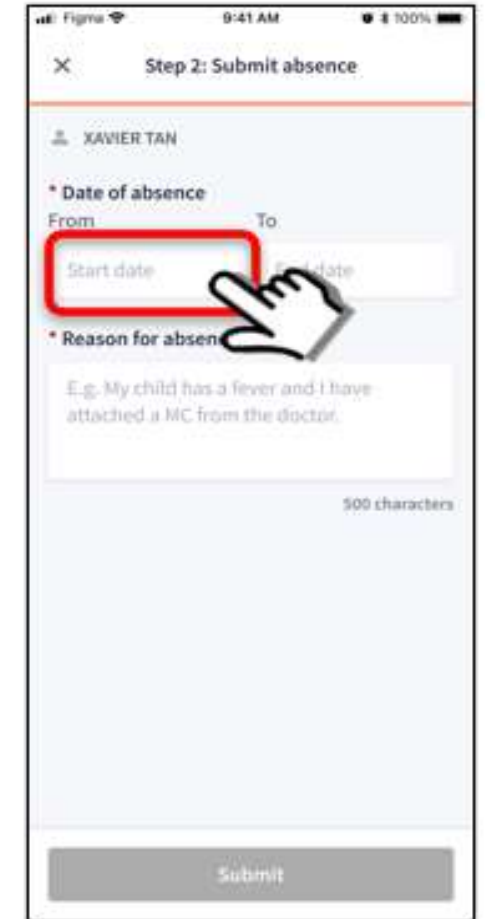 Figma 9:41 AM 100%
Step 2: Submit absence
XAVIER TAN
* Date of absence
From To
Start date date
* Reason for absen
E.g. My child has a fever and I have
attached a MC from the doctor.
500 characters
Submit